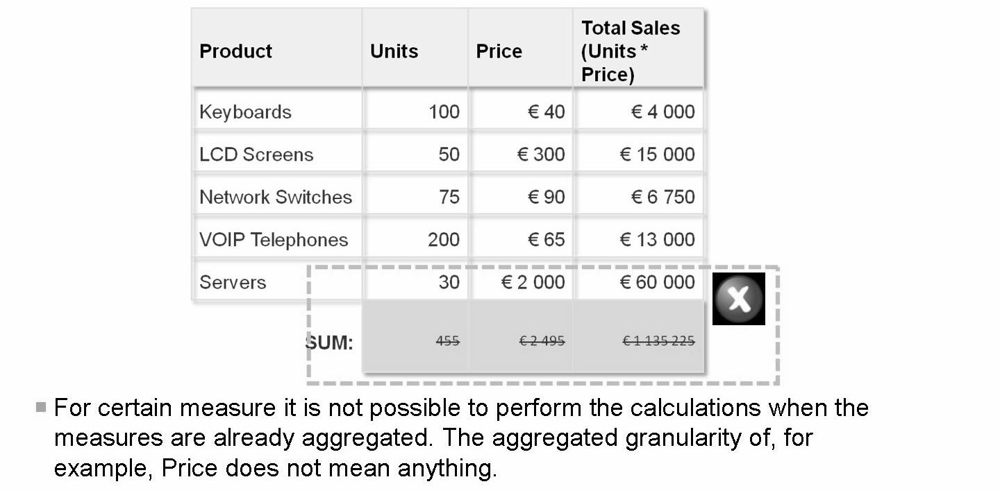 Product Units Price Total Sales (Units * Price)
Keyboards 100 € 40 € 4 000
LCD Screens 50 € 300 € 15 000
Network Switches 75 € 90 € 6 750
VOIP Telephones 200 € 65 € 13 000
Servers 30 € 2 000 € 60 000
X
SUM: 455 € 2 495 € 1 135 225
For certain measure it is not possible to perform the calculations when the
measures are already aggregated. The aggregated granularity of, for
example, Price does not mean anything.